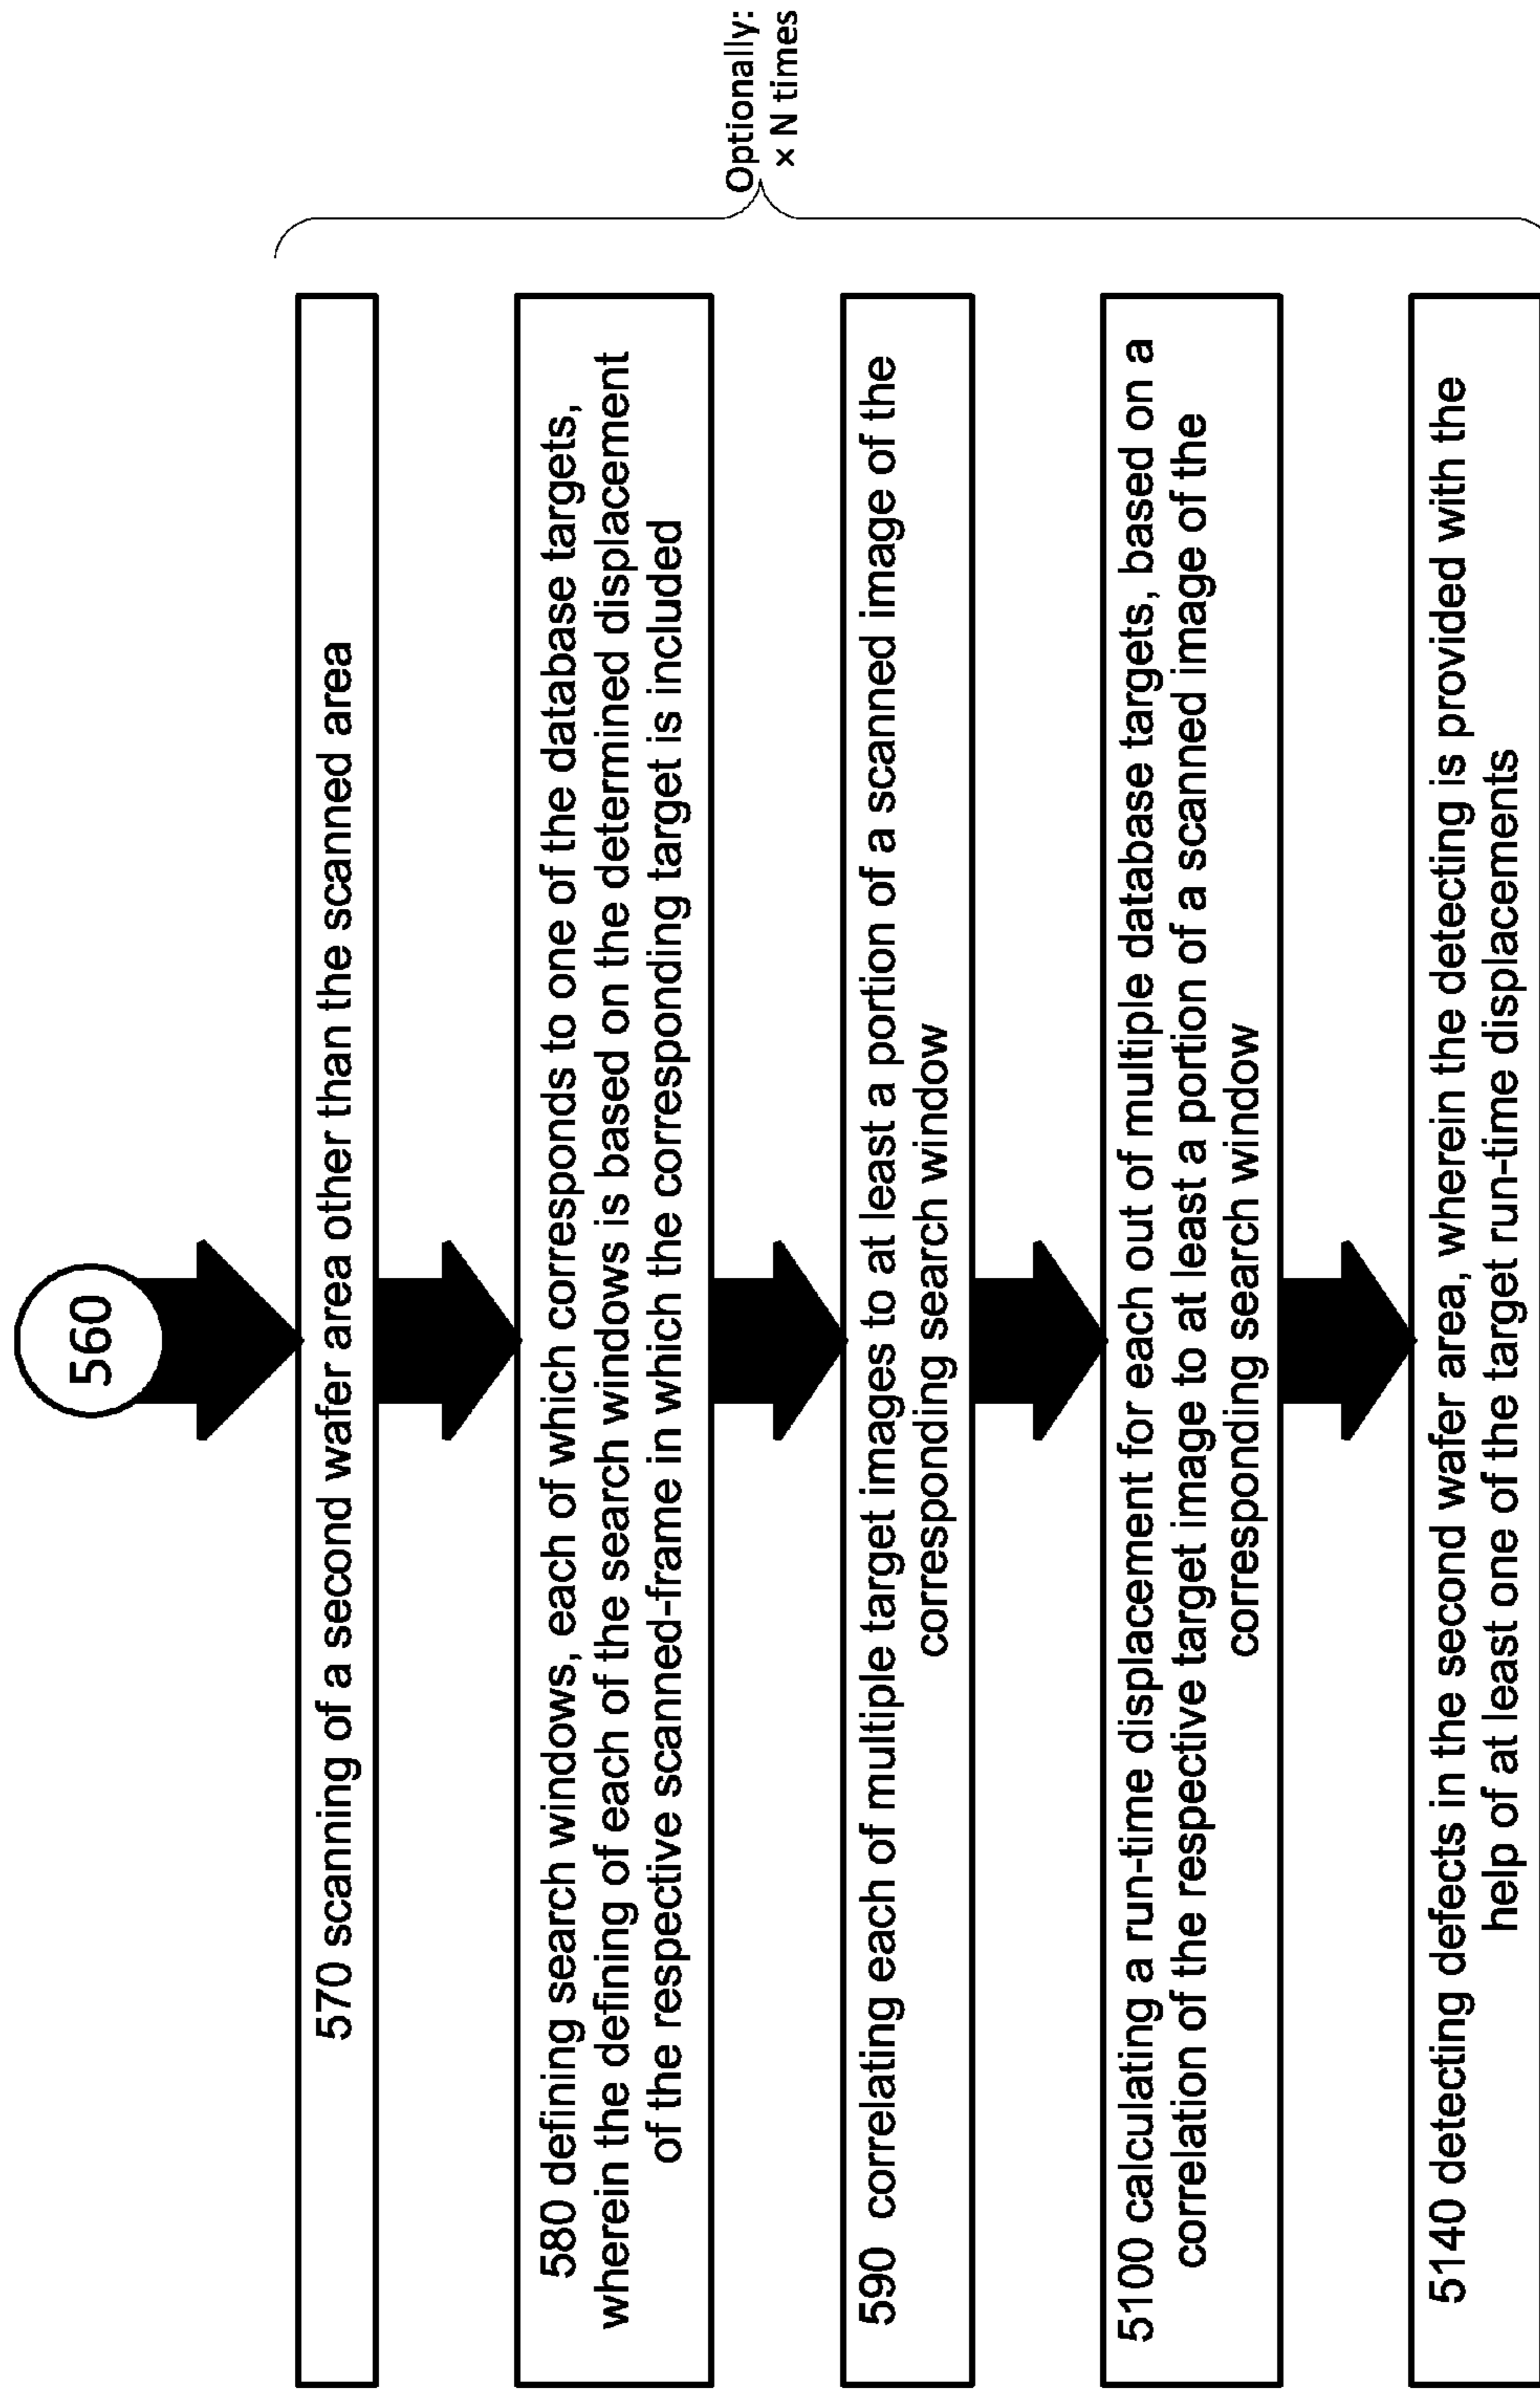 560
570 scanning of a second wafer area other than the scanned area
580 defining search windows, each of which corresponds to one of the database targets,
wherein the defining of each of the search windows is based on the determined displacement
of the respective scanned-frame in which the corresponding target is included
590 correlating each of multiple target images to at least a portion of a scanned image of the
corresponding search window
5100 calculating a run-time displacement for each out of multiple database targets, based on a
correlation of the respective target image to at least a portion of a scanned image of the
corresponding search window
5140 detecting defects in the second wafer area, wherein the detecting is provided with the
help of at least one of the target run-time displacements
Optionally:
× N times